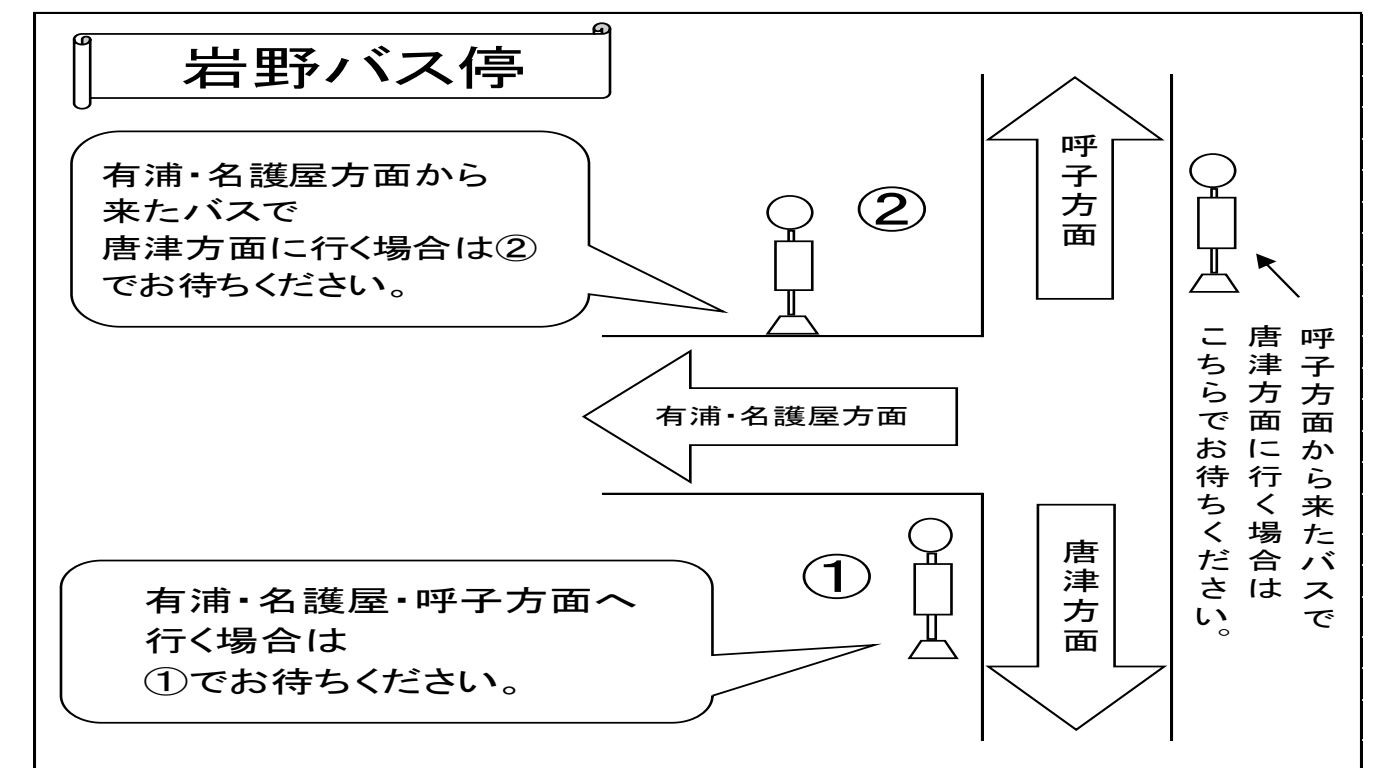 岩野バス停
有浦・名護屋方面から
来たバスで
唐津方面に行く場合は②
でお待ちください。
②
呼子方面
呼子方面から来たバスで
唐津方面に行く場合は
こちらでお待ちください。
有浦・名護屋方面
①
唐津方面
有浦・名護屋・呼子方面へ
行く場合は
①でお待ちください。